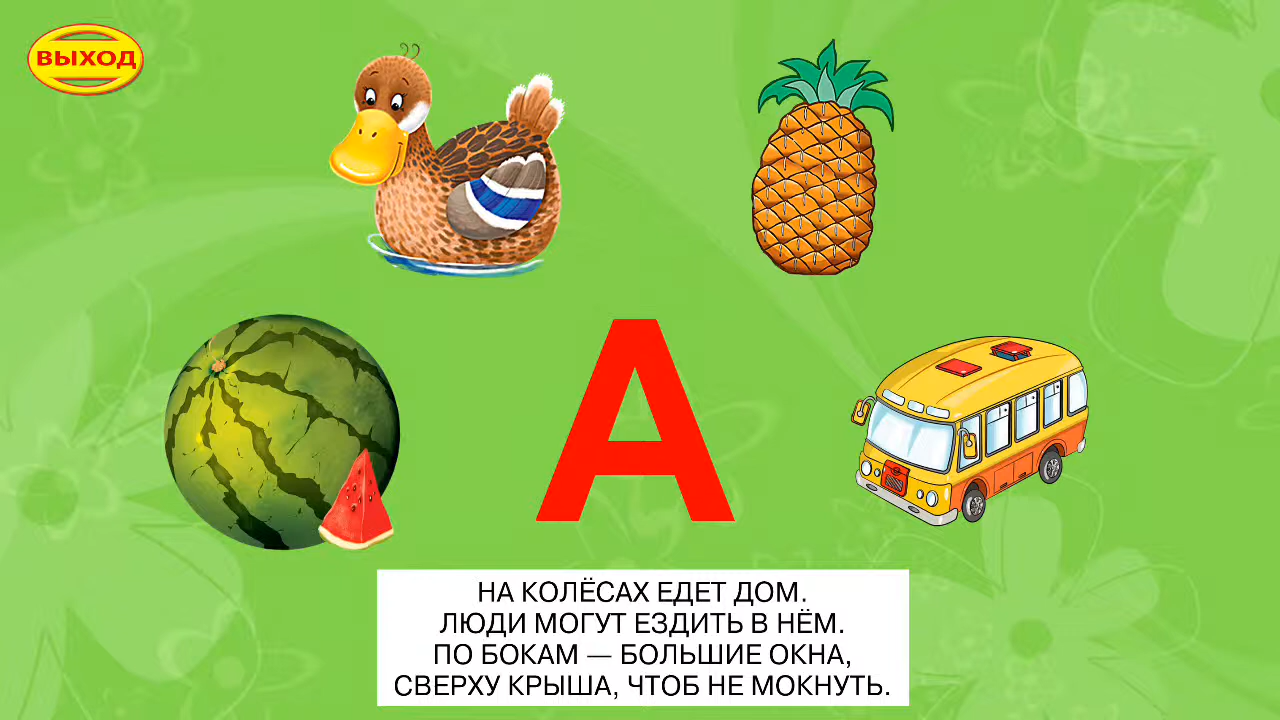 ВЫХОД
А
НА КОЛЁСАХ ЕДЕТ ДОМ.
ЛЮДИ МОГУТ ЕЗДИТЬ В НЁМ.
ПО БОКАМ — БОЛЬШИЕ ОКНА,
СВЕРХУ КРЫША, ЧТОБ НЕ МОКНУТЬ.